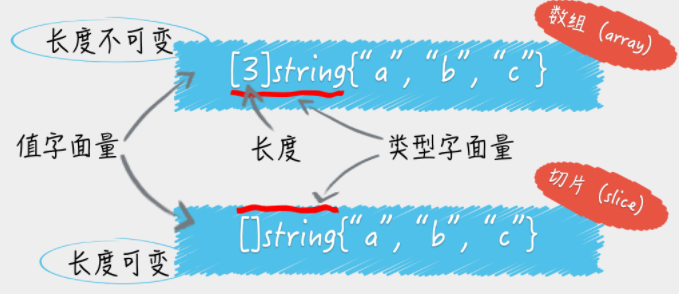 数组（array）
长度不可变
[3]string{“a”, “b”, “c”}
值字面量
长度
类型字面量
切片（slice）
[]string{“a”, “b”, “c”}
长度可变